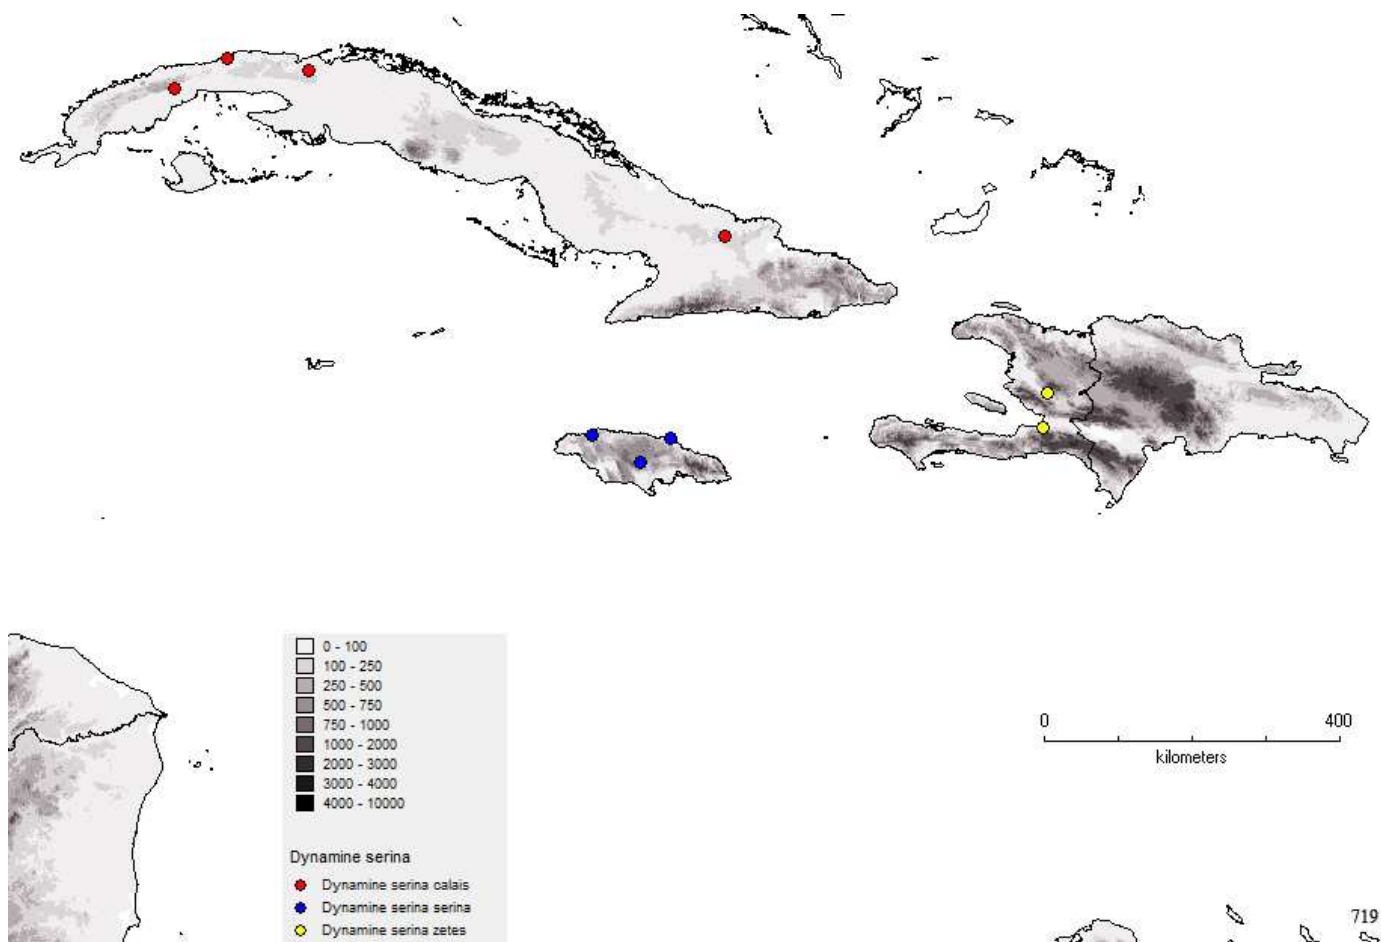 0 - 100
100 - 250
250 - 500
500 - 750
750 - 1000
1000 - 2000
2000 - 3000
3000 - 4000
4000 - 10000
Dynamine serina
Dynamine serina calais
Dynamine serina serina
Dynamine serina zetes
0 400
kilometers
719